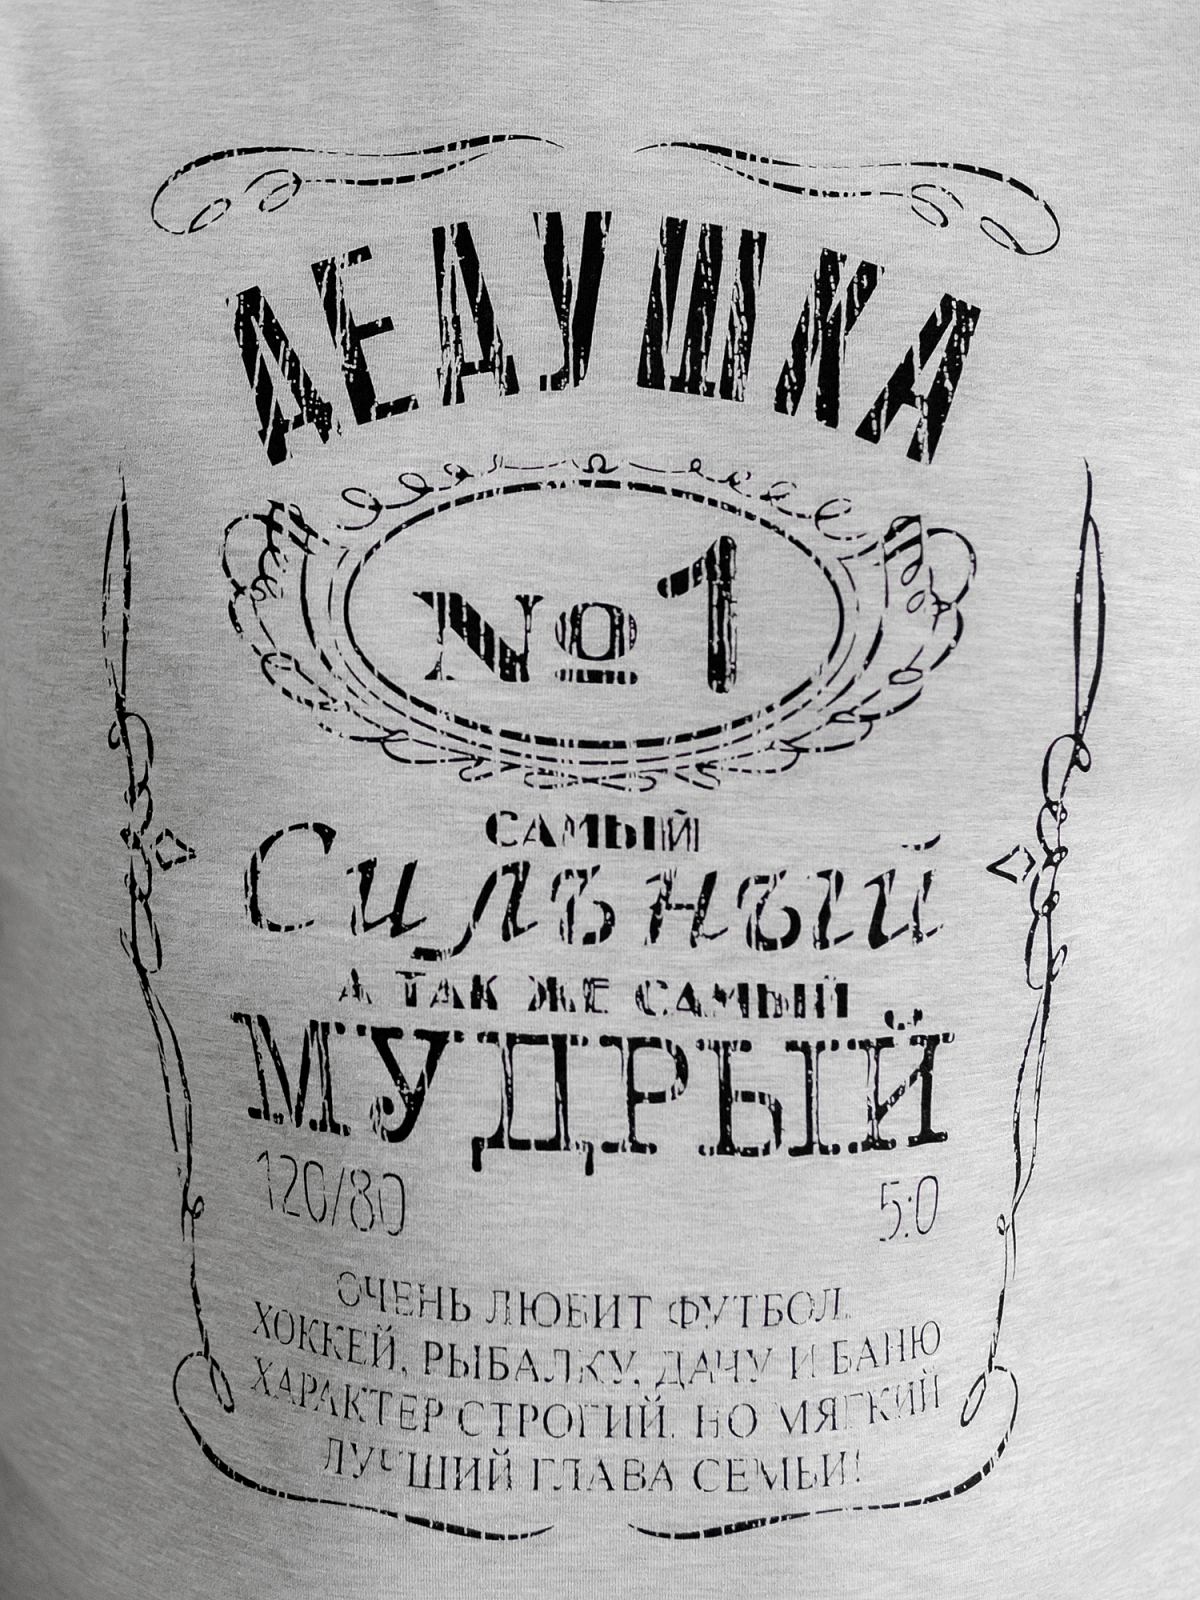 ДЕДУШКА
№1
САМЫЙ
Сильный
А ТАК ЖЕ САМЫЙ
МУДРЫЙ
120/80 5:0
ОЧЕНЬ ЛЮБИТ ФУТБОЛ,
ХОККЕЙ, РЫБАЛКУ, ДАЧУ И БАНЮ
ХАРАКТЕР СТРОГИЙ, НО МЯГКИЙ
ЛУЧШИЙ ГЛАВА СЕМЬИ!